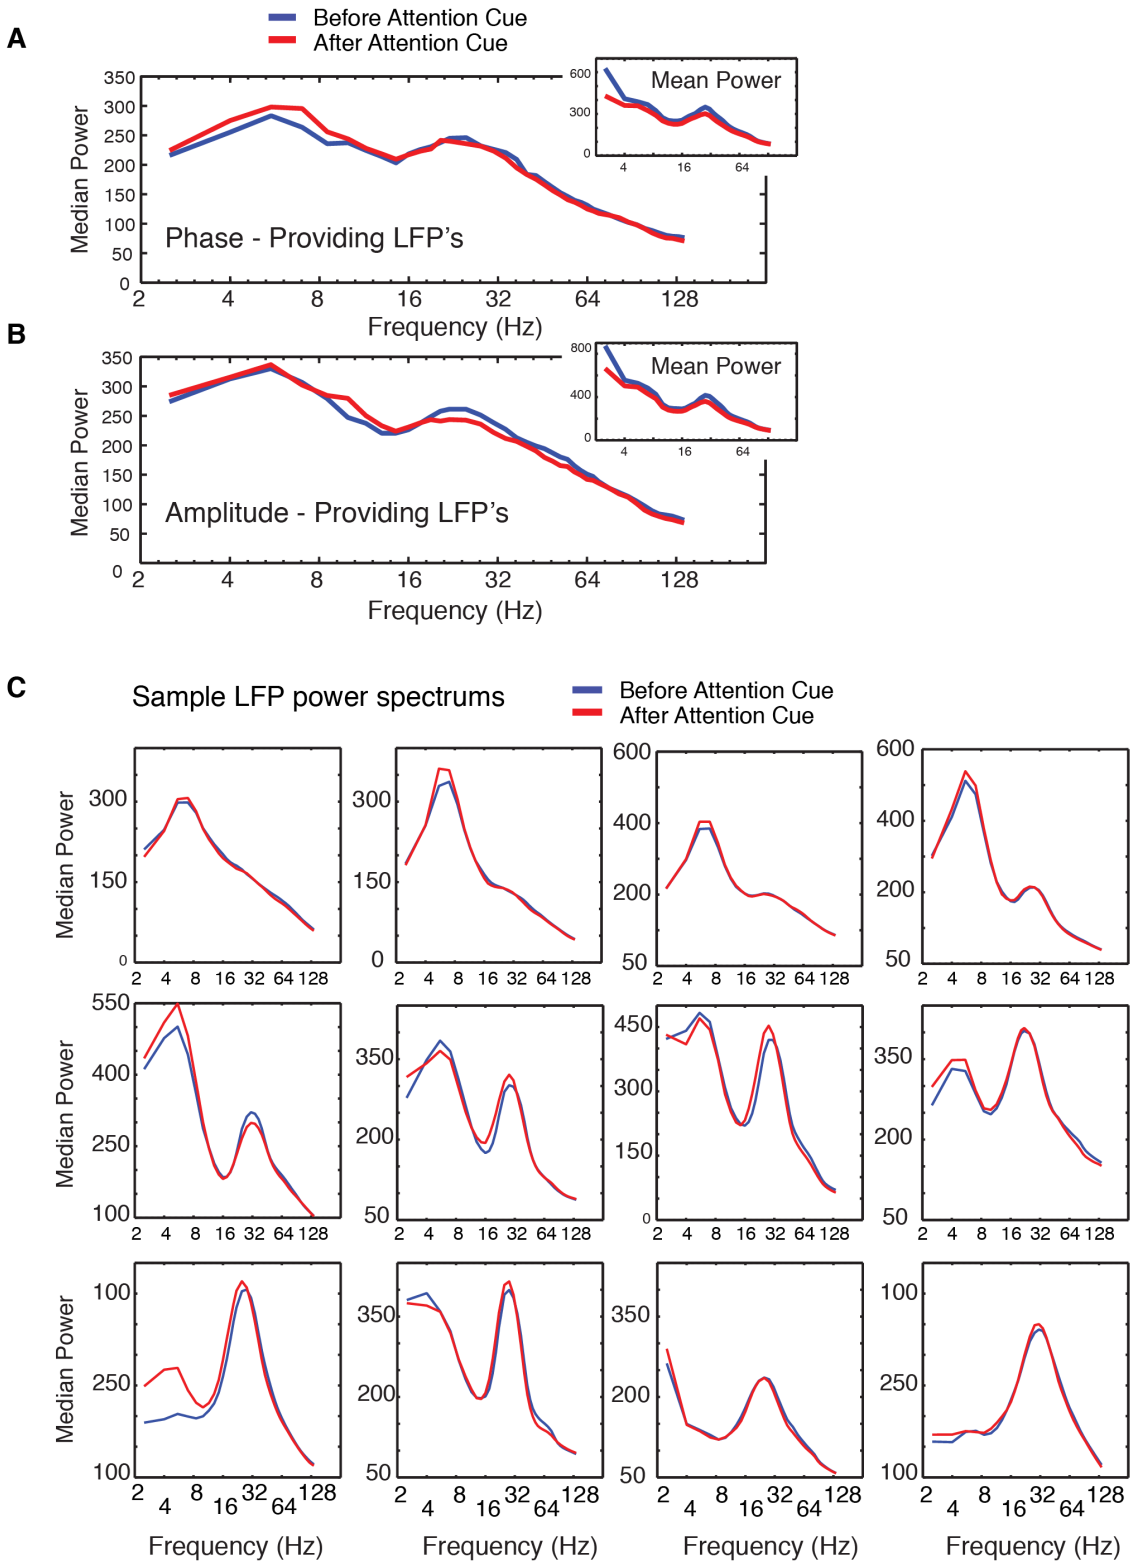 A
Before Attention Cue
After Attention Cue
350
300
250
200
150
100
50
0
Median Power
Phase - Providing LFP's
2 4 8 16 32 64 128
Frequency (Hz)
Mean Power
600
300
0
4 16 64
B
350
300
250
200
150
100
50
0
Median Power
Amplitude - Providing LFP's
2 4 8 16 32 64 128
Frequency (Hz)
Mean Power
800
400
0
4 16 64
C
Sample LFP power spectrums
Before Attention Cue
After Attention Cue
Median Power
300
150
0
2 4 8 16 32 64 128
300
150
0
2 4 8 16 32 64 128
600
400
200
50
2 4 8 16 32 64 128
600
400
200
50
2 4 8 16 32 64 128
Median Power
550
400
250
100
2 4 8 16 32 64 128
350
200
50
2 4 8 16 32 64 128
450
300
150
0
2 4 8 16 32 64 128
350
200
50
2 4 8 16 32 64 128
Median Power
100
250
100
2 4 8 16 32 64 128
Frequency (Hz)
350
200
50
2 4 8 16 32 64 128
Frequency (Hz)
350
200
50
2 4 8 16 32 64 128
Frequency (Hz)
100
250
100
2 4 8 16 32 64 128
Frequency (Hz)